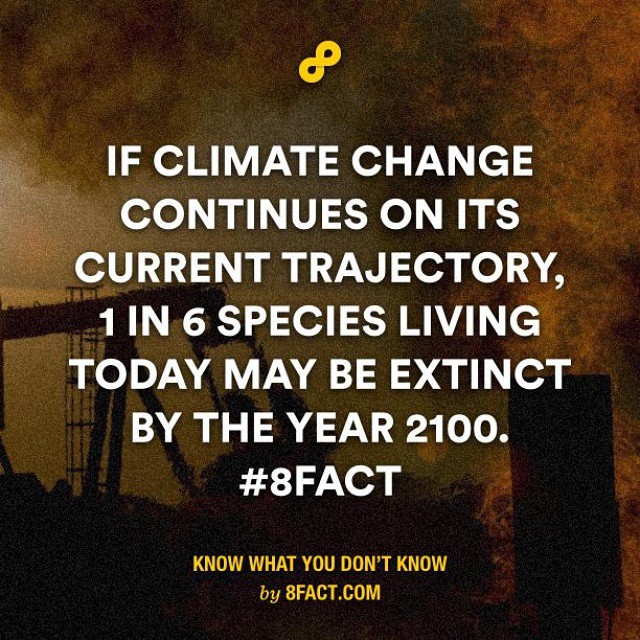 IF CLIMATE CHANGE
CONTINUES ON ITS
CURRENT TRAJECTORY,
1 IN 6 SPECIES LIVING
TODAY MAY BE EXTINCT
BY THE YEAR 2100.
#8FACT
KNOW WHAT YOU DON'T KNOW
by 8FACT.COM